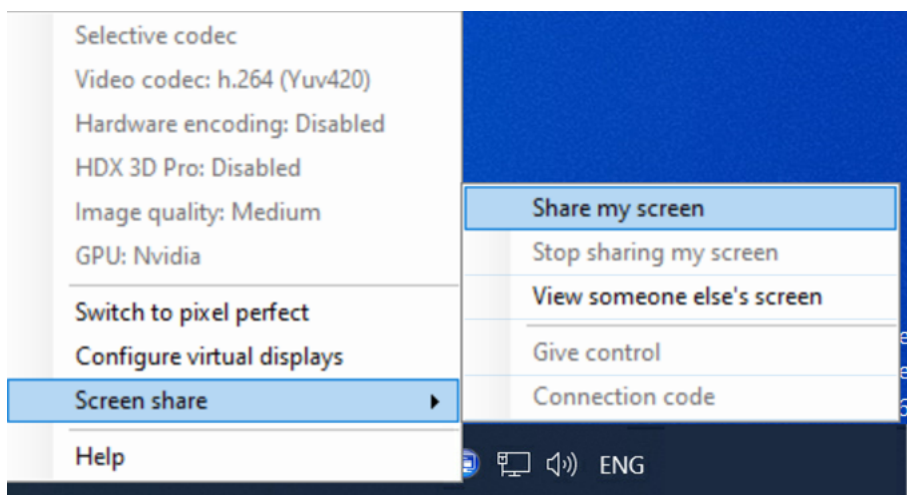 Selective codec
Video codec: h.264 (Yuv420)
Hardware encoding: Disabled
HDX 3D Pro: Disabled
Image quality: Medium
GPU: Nvidia
Switch to pixel perfect
Configure virtual displays
Screen share
Help
Share my screen
Stop sharing my screen
View someone else's screen
Give control
Connection code
ENG